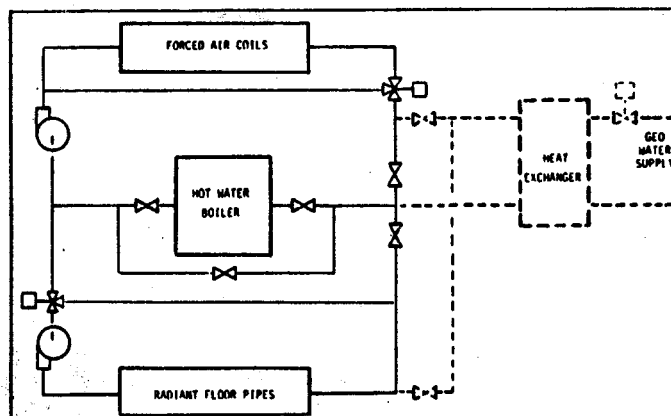 FORCED AIR COILS
HOT WATER
BOILER
HEAT
EXCHANGER
GEO
WATER
SUPPLY
RADIANT FLOOR PIPES